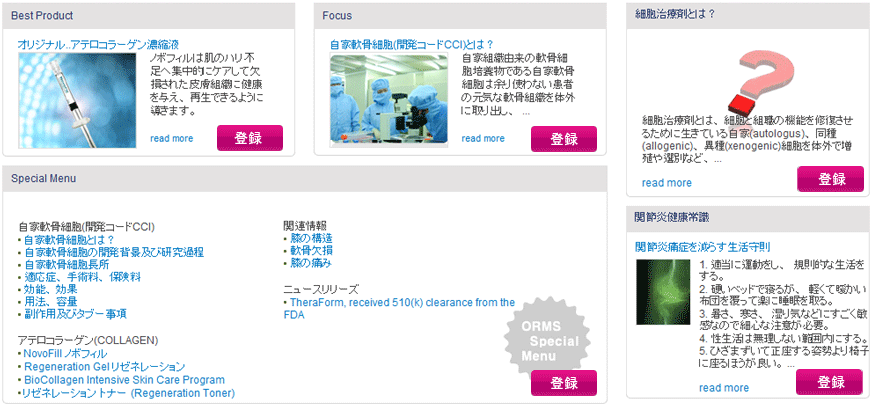 Best Product
オリジナル..アテロコラーゲン濃縮液
ノボフィルは肌のハリ不
足へ集中的にケアして欠
損された皮膚組織に健康
を与え、再生できるように
導きます。
read more
登録
Focus
自家軟骨細胞(開発コードCCI)とは？
自家組織由来の軟骨細
胞培養物である自家軟骨
細胞は余り使わない患者
の元気な軟骨組織を体外
に取り出し、 ...
read more
登録
細胞治療剤とは？
細胞治療剤とは、細胞と組職の機能を修復させ
るために生きている自家(autologus)、同種
(allogenic)、異種(xenogenic)細胞を体外で増
殖や選別など、...
read more
登録
Special Menu
自家軟骨細胞(開発コードCCI)
• 自家軟骨細胞とは？
• 自家軟骨細胞の開発背景及び研究過程
• 自家軟骨細胞長所
• 適応症、手術料、保険料
• 効能、効果
• 用法、容量
• 副作用及びタブー事項
アテロコラーゲン(COLLAGEN)
• NovoFill ノボフィル
• Regeneration Gel リゼネレーション
• BioCollagen Intensive Skin Care Program
• リゼネレーショントナー (Regeneration Toner)
関連情報
• 膝の構造
• 軟骨欠損
• 膝の痛み
ニュースリリーズ
• TheraForm, received 510(k) clearance from the
FDA
ORMS
Special
Menu
登録
関節炎健康常識
関節炎痛症を減らす生活守則
1. 適当に運動をし、 規則的な生活を
する。
2. 硬いベッドで寝るが、 軽くて暖かい
布団を覆って楽に睡眠を取る。
3. 暑さ、寒さ、 湿り気などにすごく敏
感なので細心な注意が必要。
4. 性生活は無理しない範囲内にする。
5. ひざまずいて正座する姿勢より椅子
に座るほうが良い。...
read more
登録